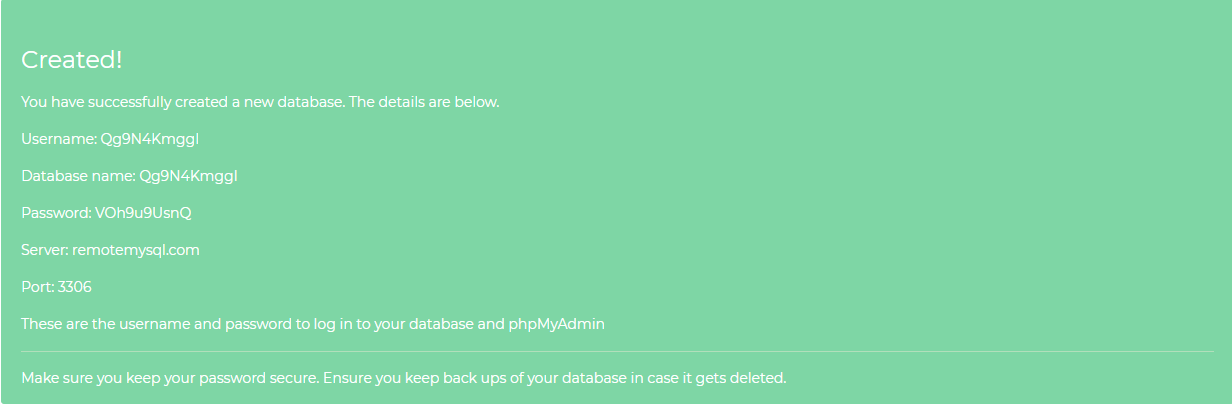 Created!
You have successfully created a new database. The details are below.
Username: Qg9N4Kmggl
Database name: Qg9N4Kmggl
Password: VOh9u9UsnQ
Server: remotemysql.com
Port: 3306
These are the username and password to log in to your database and phpMyAdmin
Make sure you keep your password secure. Ensure you keep back ups of your database in case it gets deleted.